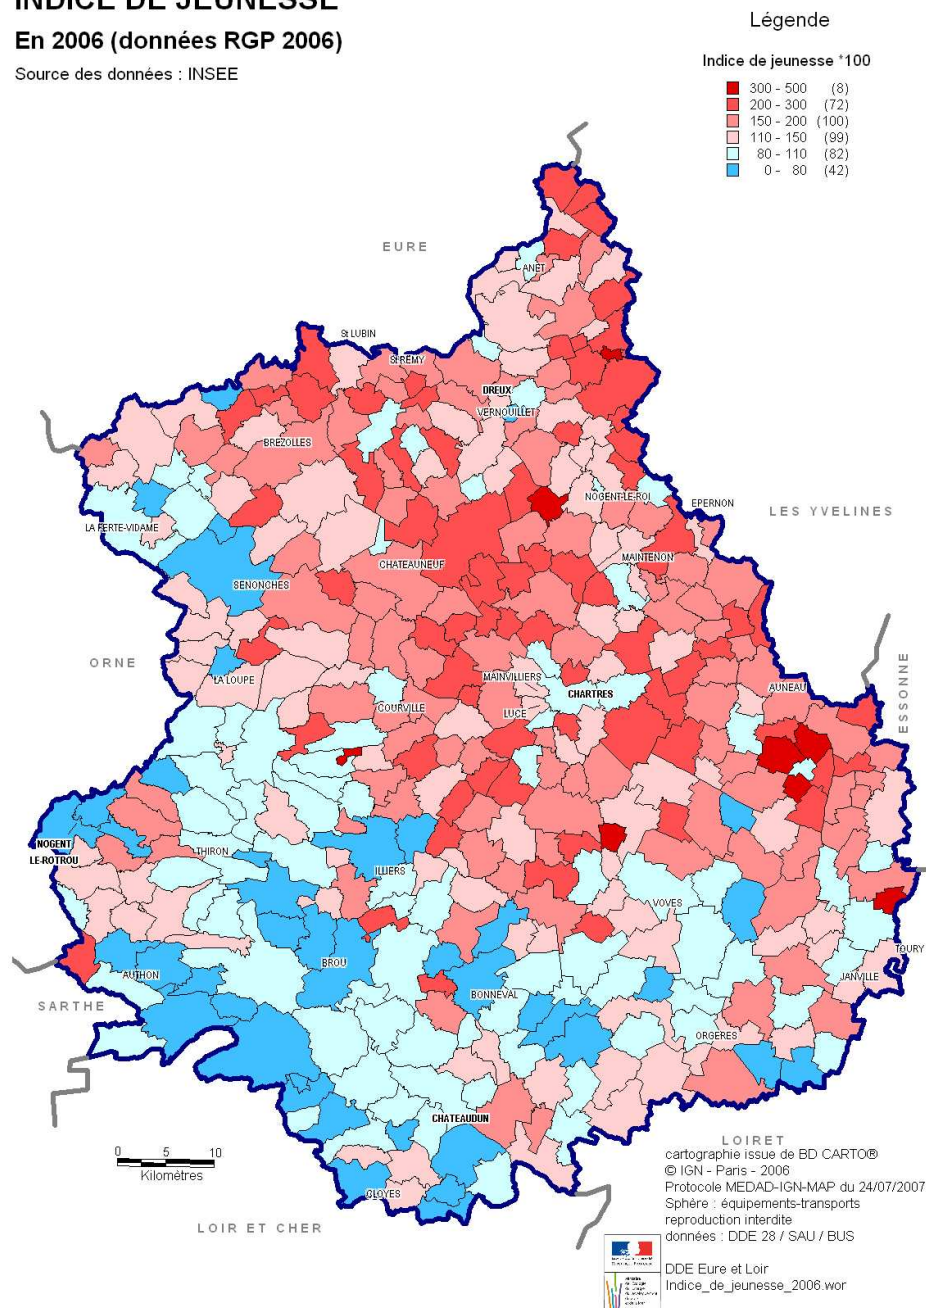 INDICE DE JEUNESSE
En 2006 (données RGP 2006)
Source des données : INSEE
Légende
Indice de jeunesse *100
300 - 500 (8)
200 - 300 (72)
150 - 200 (100)
110 - 150 (99)
80 - 110 (82)
0 - 80 (42)
EURE
ANET
St LUBIN
St REMY
DREUX
VERNOUILLET
BREZOLLES
NOGENT-LE-ROI
EPERNON
LES YVELINES
LA FERTE-VIDAME
MAINTENON
CHATEAUNEUF
SENONCHES
ORNE
ESSONNE
LA LOUPE
MAINVILLIERS
AUNEAU
CHARTRES
COURVILLE
LUCE
NOGENT
LE-ROTROU
THIRON
ILLIERS
VOVES
TOURY
BROU
AUTHON
JANVILLE
BONNEVAL
SARTHE
ORGERES
CHATEAUDUN
LOIRET
0 5 10
Kilomètres
CLOYES
LOIR ET CHER
cartographie issue de BD CARTO®
© IGN - Paris - 2006
Protocole MEDAD-IGN-MAP du 24/07/2007
Sphère : équipements-transports
reproduction interdite
données : DDE 28 / SAU / BUS
DDE Eure et Loir
Indice_de_jeunesse_2006.wor